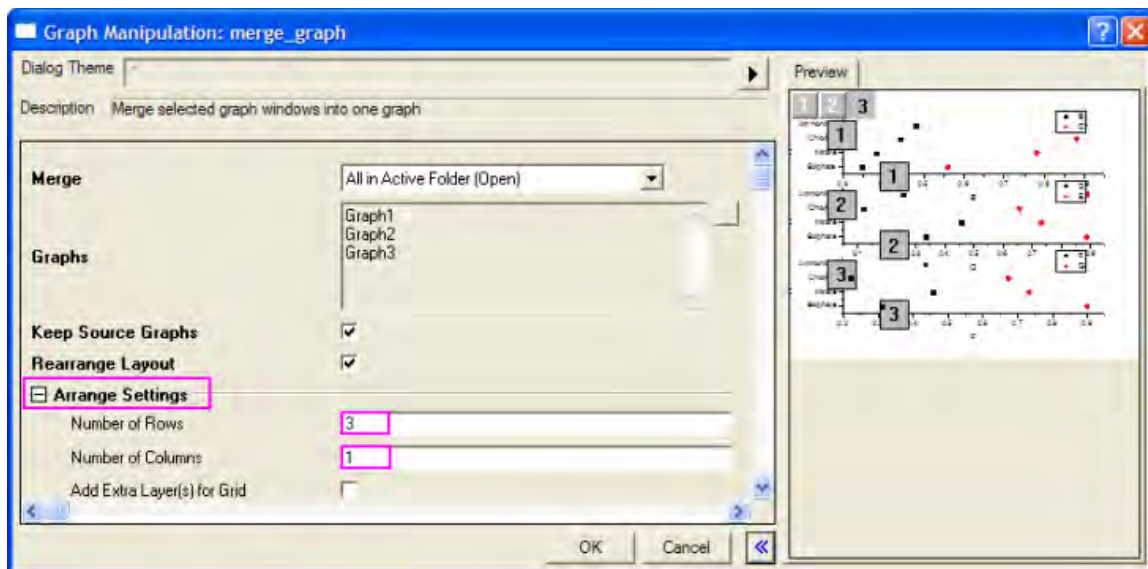 Graph Manipulation: merge_graph
Dialog Theme
Description Merge selected graph windows into one graph
Merge All in Active Folder (Open)
Graphs
Graph1
Graph2
Graph3
Keep Source Graphs
Rearrange Layout
Arrange Settings
Number of Rows 3
Number of Columns 1
Add Extra Layer(s) for Grid
OK Cancel
Preview
1 2 3
1
1
2
2
3
3